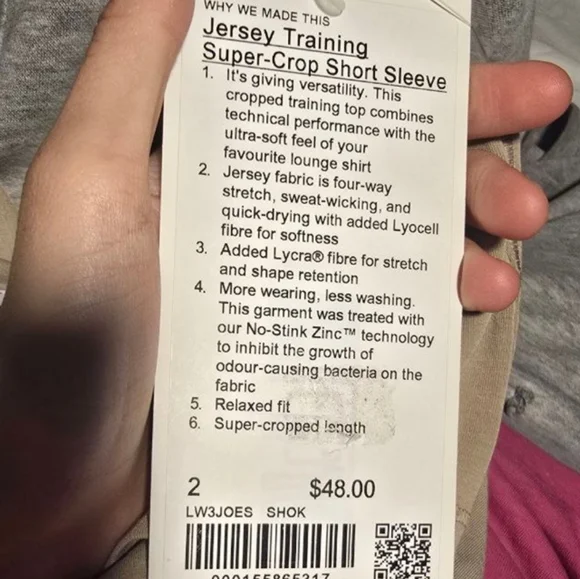 WHY WE MADE THIS
Jersey Training
Super-Crop Short Sleeve
1. It's giving versatility. This
cropped training top combines
technical performance with the
ultra-soft feel of your
favourite lounge shirt
2. Jersey fabric is four-way
stretch, sweat-wicking, and
quick-drying with added Lyocell
fibre for softness
3. Added Lycra® fibre for stretch
and shape retention
4. More wearing, less washing.
This garment was treated with
our No-Stink Zinc™ technology
to inhibit the growth of
odour-causing bacteria on the
fabric
5. Relaxed fit
6. Super-cropped length
2 $48.00
LW3JOES SHOK